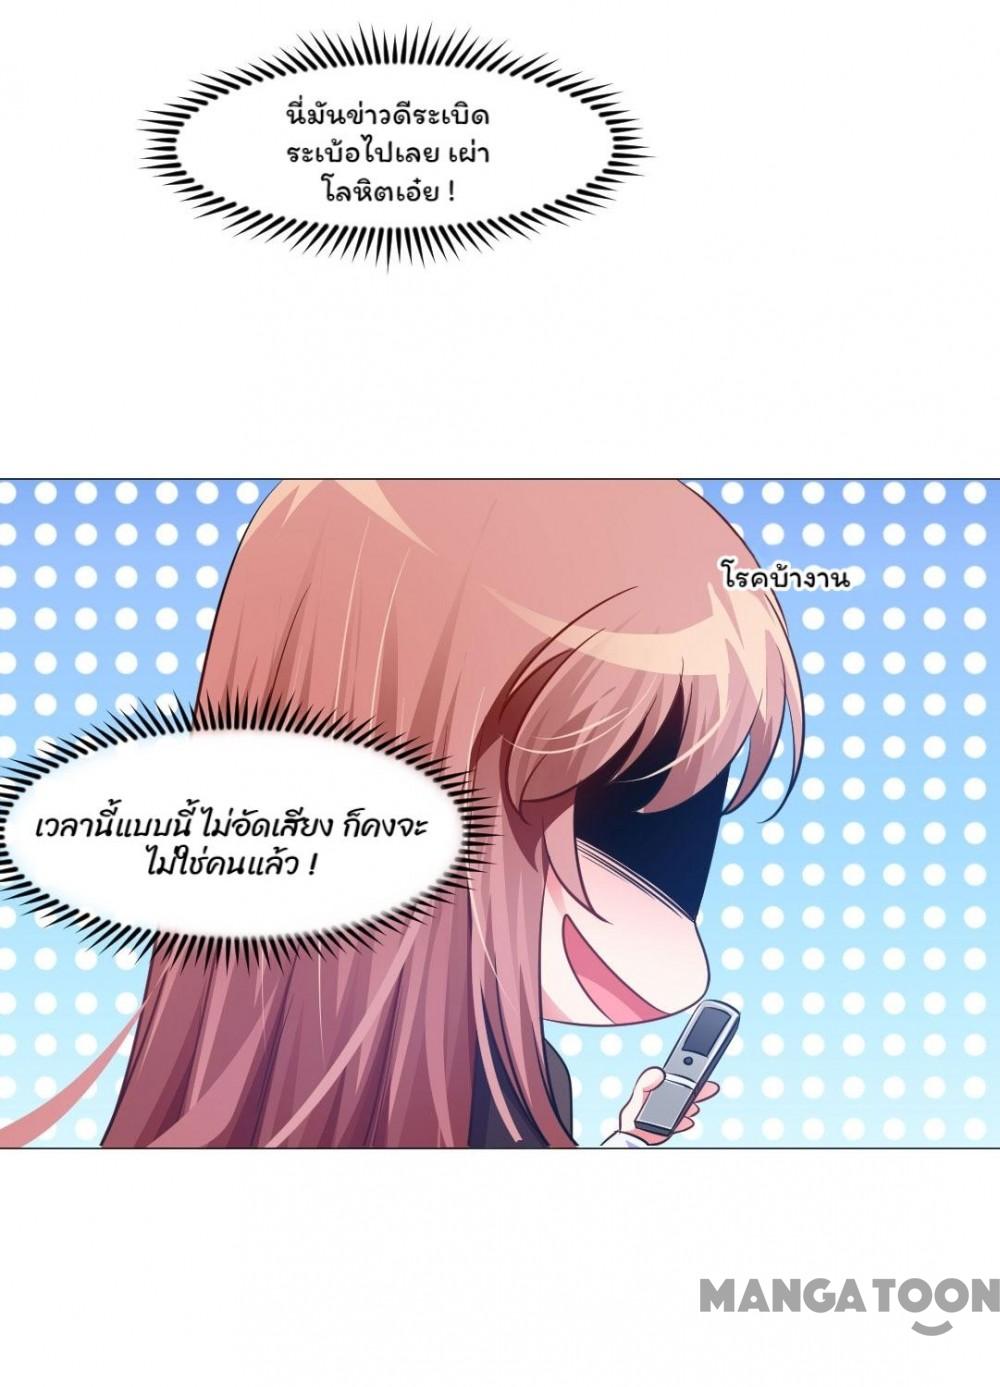 นี่มันข่าวดีระเบิด
ระเบ้อไปเลย เผ่า
โลหิตเอ๋ย !
โรคบ้างาน
เวลานี้แบบนี้ ไม่อัดเสียง ก็คงจะ
ไม่ใช่คนแล้ว !
MANGATOON